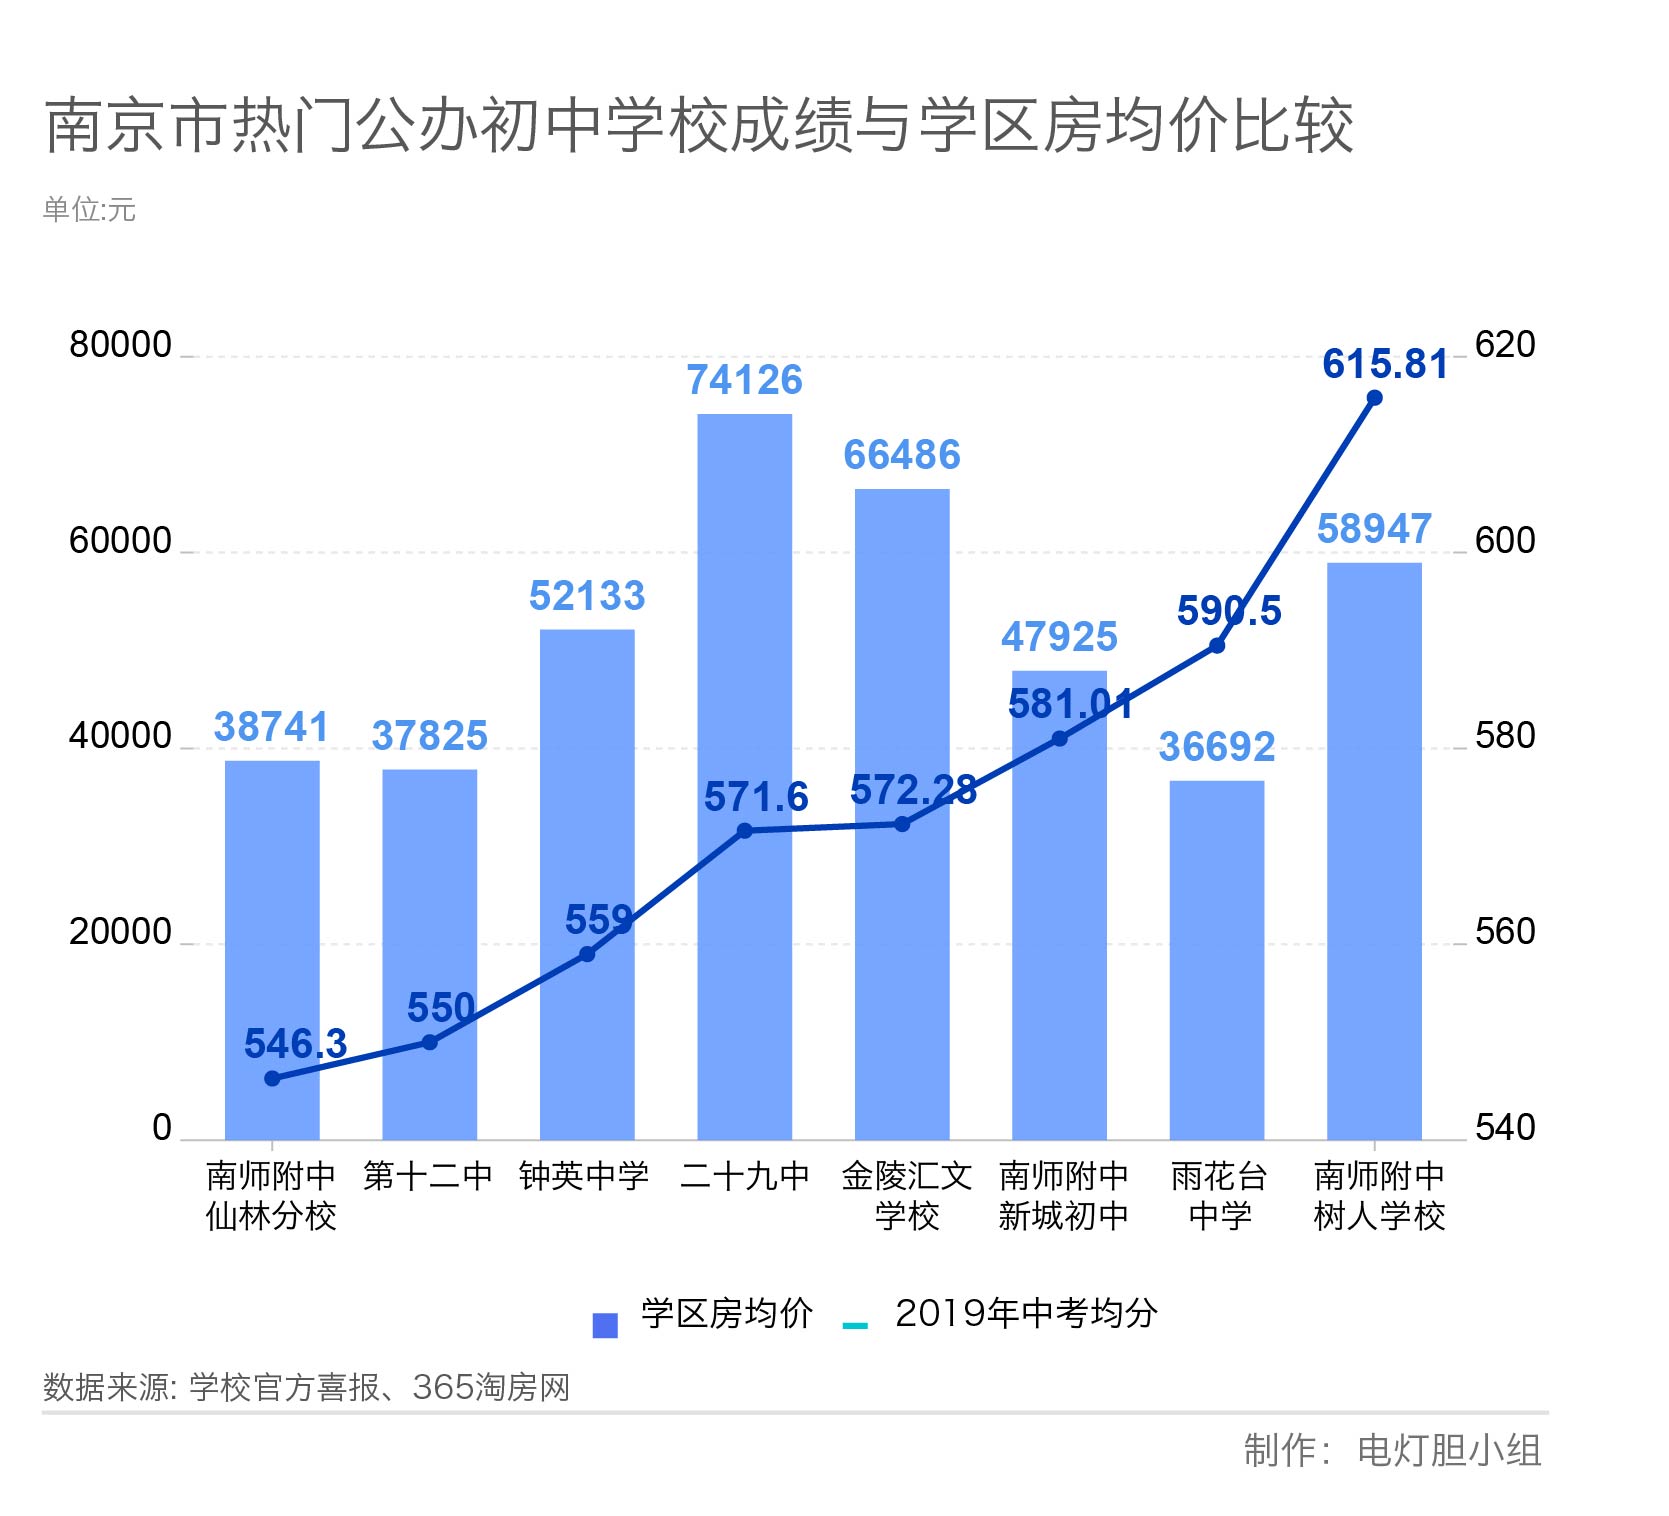 南京市热门公办初中学校成绩与学区房均价比较
单位:元
80000
60000
40000
20000
0
620
600
580
560
540
38741
37825
52133
74126
66486
47925
36692
58947
546.3
550
559
571.6
572.28
581.01
590.5
615.81
南师附中
仙林分校
第十二中
钟英中学
二十九中
金陵汇文
学校
南师附中
新城初中
雨花台
中学
南师附中
树人学校
学区房均价
2019年中考均分
数据来源: 学校官方喜报、365淘房网
制作：电灯胆小组